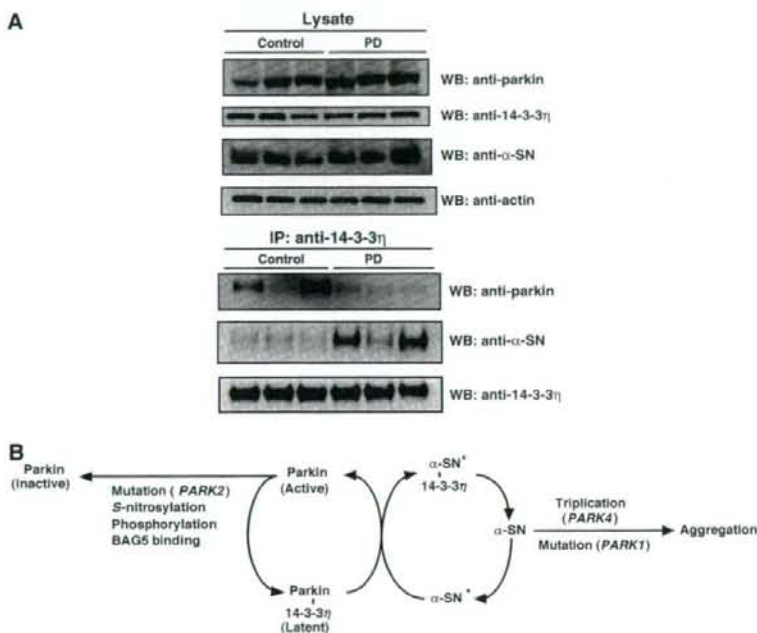 A
Lysate
Control PD
WB: anti-parkin
WB: anti-14-3-3η
WB: anti-α-SN
WB: anti-actin
IP: anti-14-3-3η
Control PD
WB: anti-parkin
WB: anti-α-SN
WB: anti-14-3-3η
B
Parkin
(Inactive)
Mutation ( PARK2)
S-nitrosylation
Phosphorylation
BAG5 binding
Parkin
(Active)
Parkin
14-3-3η
(Latent)
α-SN*
14-3-3η
α-SN
α-SN*
Triplication
(PARK4)
Mutation (PARK1)
Aggregation